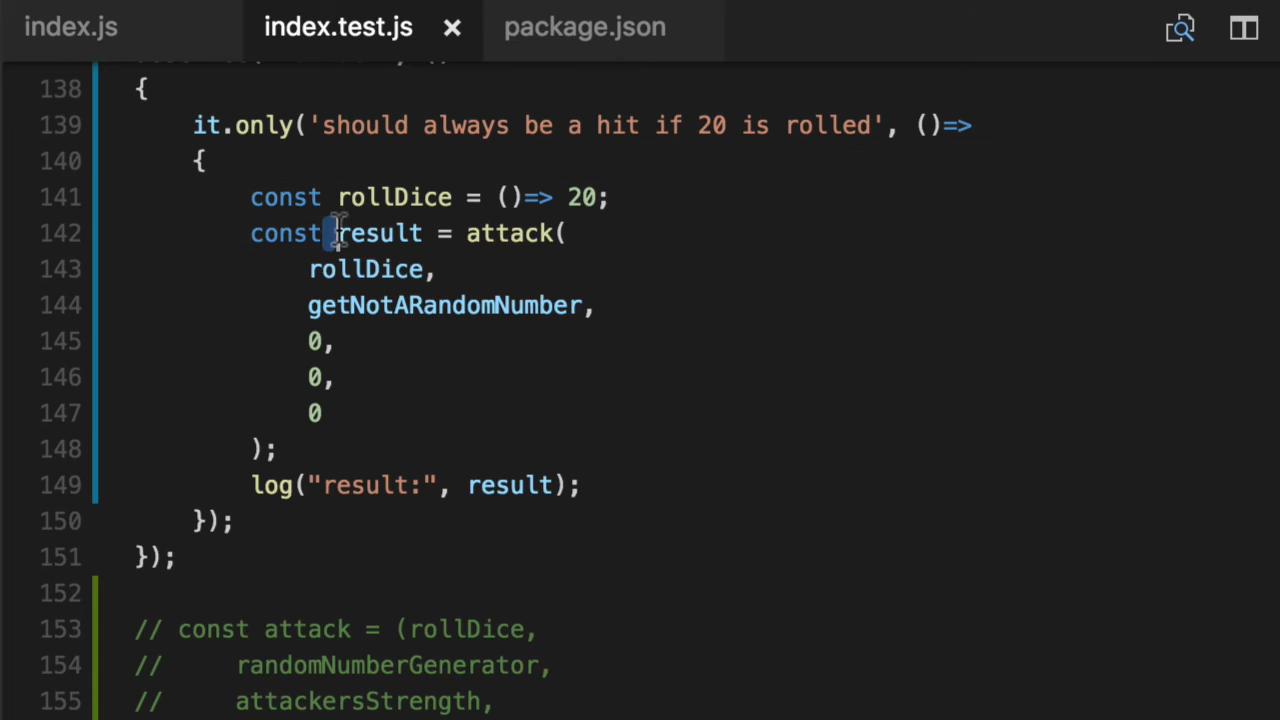 index.js index.test.js package.json
138 {
139 it.only('should always be a hit if 20 is rolled', ()=>
140 {
141 const rollDice = ()=> 20;
142 const result = attack(
143 rollDice,
144 getNotARandomNumber,
145 0,
146 0,
147 0
148 );
149 log("result:", result);
150 });
151 });
152
153 // const attack = (rollDice,
154 // randomNumberGenerator,
155 // attackersStrength,